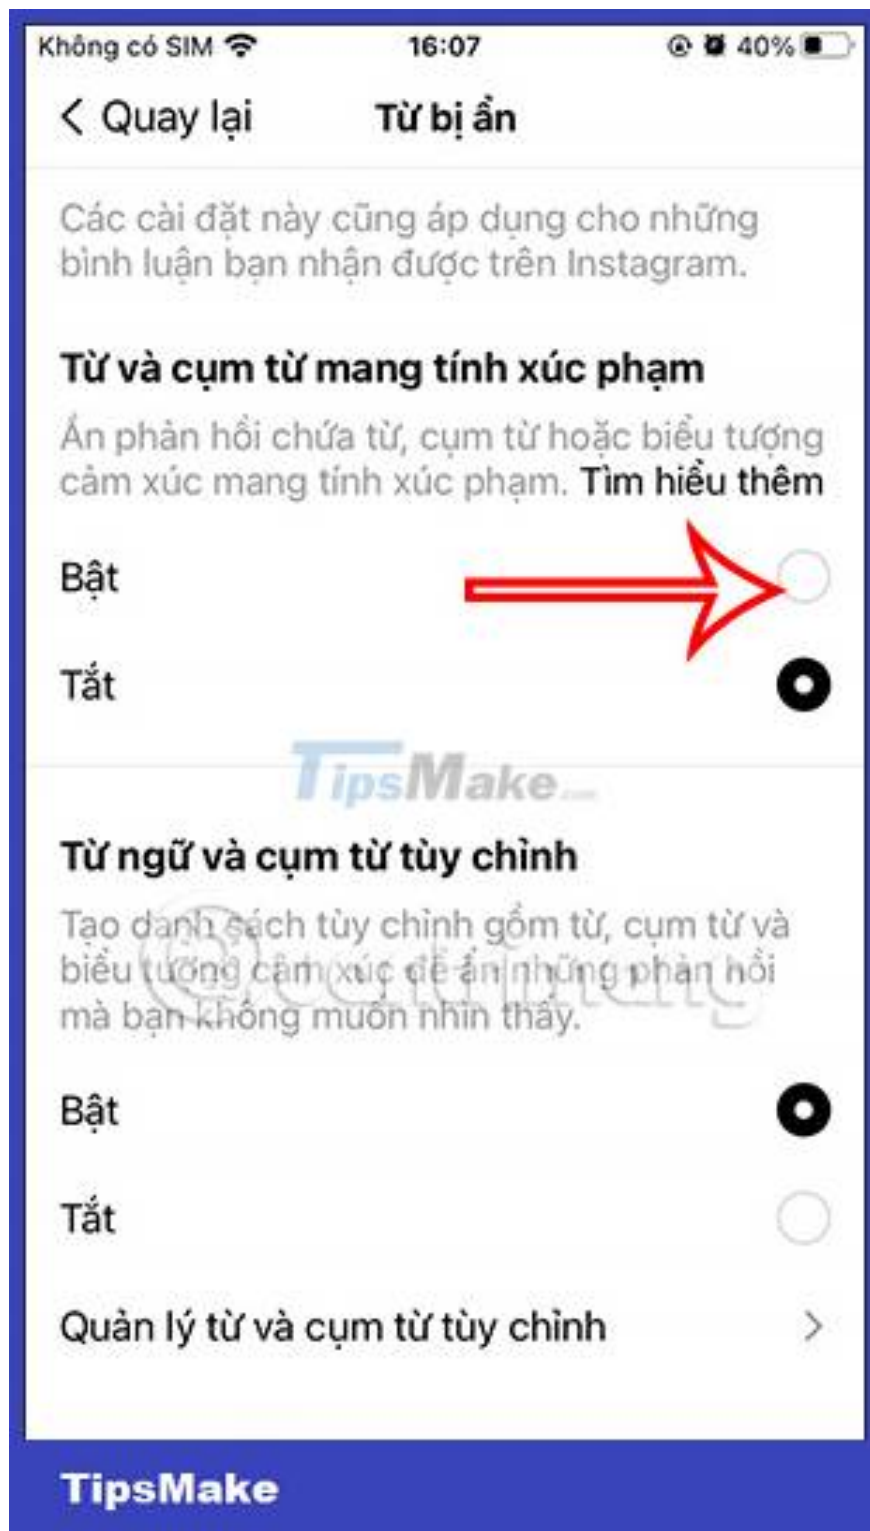 Không có SIM 16:07 40%
Quay lại Từ bị ẩn
Các cài đặt này cũng áp dụng cho những
bình luận bạn nhận được trên Instagram.
Từ và cụm từ mang tính xúc phạm
Ẩn phản hồi chứa từ, cụm từ hoặc biểu tượng
cảm xúc mang tính xúc phạm. Tìm hiểu thêm
Bật
Tắt
TipsMake.com
Từ ngữ và cụm từ tùy chỉnh
Tạo danh sách tùy chỉnh gồm từ, cụm từ và
biểu tượng cảm xúc để ẩn những phản hồi
mà bạn không muốn nhìn thấy.
@quantrimang
Bật
Tắt
Quản lý từ và cụm từ tùy chỉnh
TipsMake